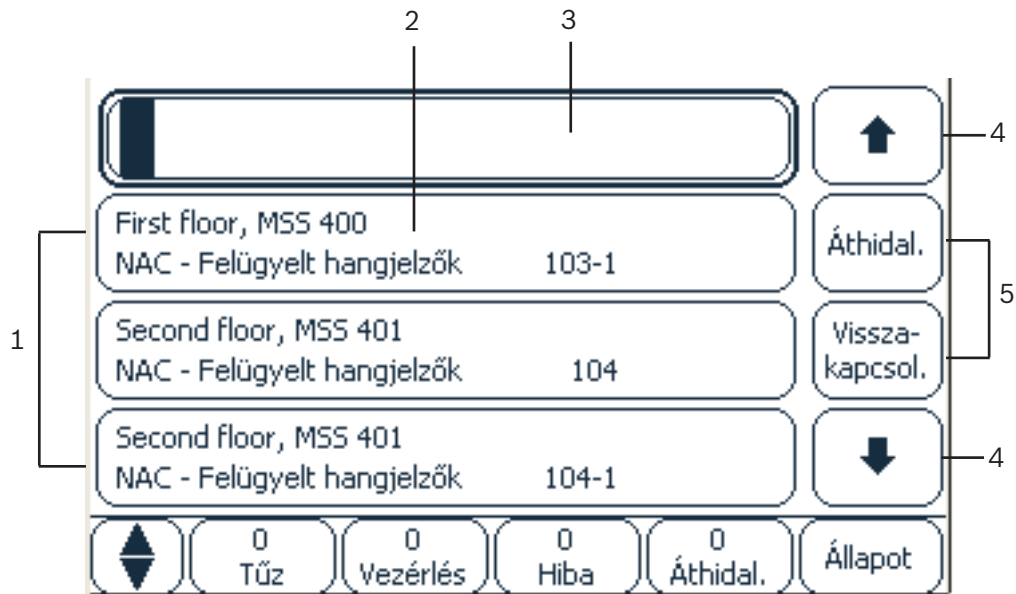 2
3
4
First floor, MSS 400
NAC - Felügyelt hangjelzők 103-1
Áthidal.
5
1
Second floor, MSS 401
NAC - Felügyelt hangjelzők 104
Vissza-
kapcsol.
Second floor, MSS 401
NAC - Felügyelt hangjelzők 104-1
4
0
Tűz
0
Vezérlés
0
Hiba
0
Áthidal.
Állapot